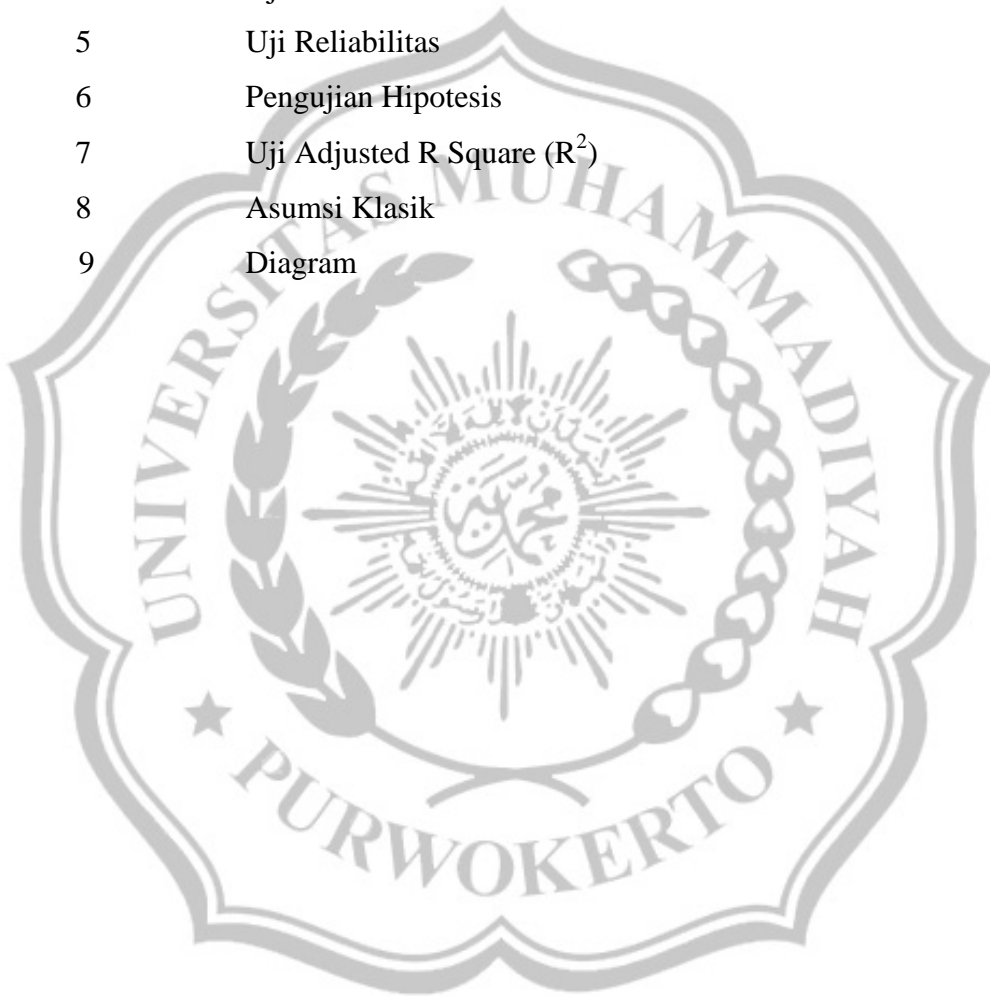 5 Uji Reliabilitas
6 Pengujian Hipotesis
7 Uji Adjusted R Square (R²)
8 Asumsi Klasik
9 Diagram
UNIVERSITAS MUHAMMADIYAH
PURWOKERTO